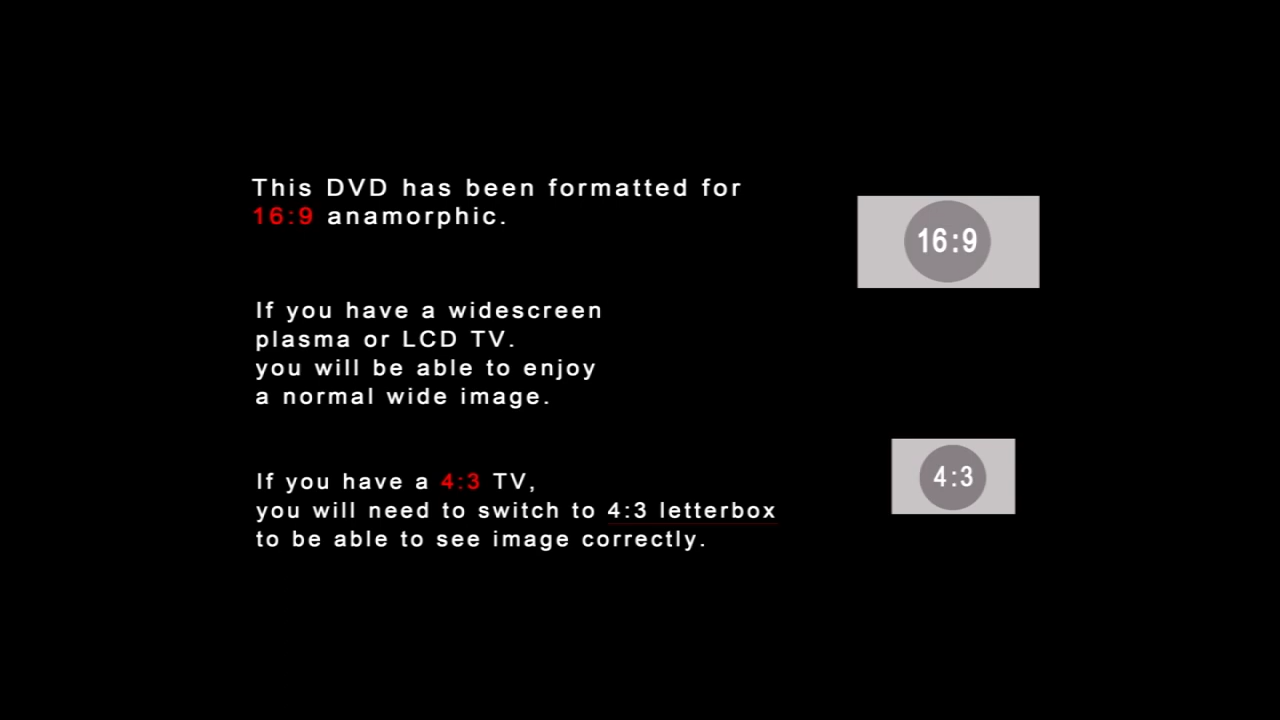 This DVD has been formatted for
16:9 anamorphic.
16:9
If you have a widescreen
plasma or LCD TV.
you will be able to enjoy
a normal wide image.
If you have a 4:3 TV,
you will need to switch to 4:3 letterbox
to be able to see image correctly.
4:3